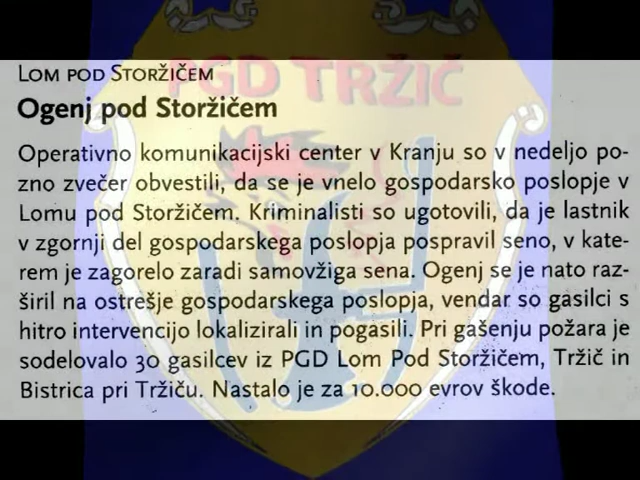 PGD TRŽIČ
LOM POD STORŽIČEM
Ogenj pod Storžičem
Operativno komunikacijski center v Kranju so v nedeljo po-
zno zvečer obvestili, da se je vnelo gospodarsko poslopje v
Lomu pod Storžičem. Kriminalisti so ugotovili, da je lastnik
v zgornji del gospodarskega poslopja pospravil seno, v kate-
rem je zagorelo zaradi samovžiga sena. Ogenj se je nato raz-
širil na ostrešje gospodarskega poslopja, vendar so gasilci s
hitro intervencijo lokalizirali in pogasili. Pri gašenju požara je
sodelovalo 30 gasilcev iz PGD Lom Pod Storžičem, Tržič in
Bistrica pri Tržiču. Nastalo je za 10.000 evrov škode.